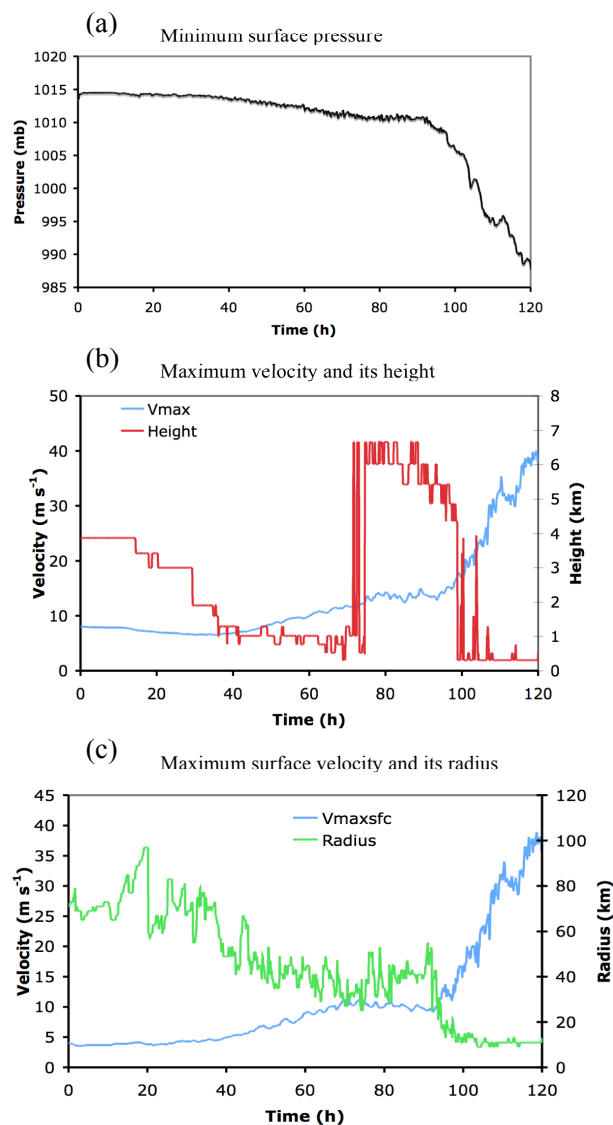 (a)
Minimum surface pressure
1020
1015
1010
1005
1000
995
990
985
Pressure (mb)
0 20 40 60 80 100 120
Time (h)
(b)
Maximum velocity and its height
50
40
30
20
10
0
Velocity (m s⁻¹)
Vmax
Height
8
7
6
5
4
3
2
1
0
Height (km)
0 20 40 60 80 100 120
Time (h)
(c)
Maximum surface velocity and its radius
45
40
35
30
25
20
15
10
5
0
Velocity (m s⁻¹)
Vmaxsfc
Radius
120
100
80
60
40
20
0
Radius (km)
0 20 40 60 80 100 120
Time (h)